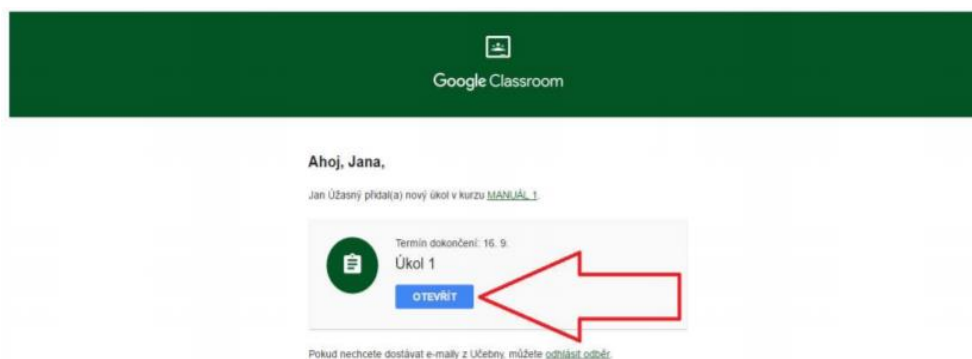 Google Classroom
Ahoj, Jana,
Jan Úžasný přidal(a) nový úkol v kurzu MANUÁL 1.
Termín dokončení: 16. 9.
Úkol 1
OTEVŘÍT
Pokud nechcete dostávat e-maily z Učebny, můžete odhlásit odběr.